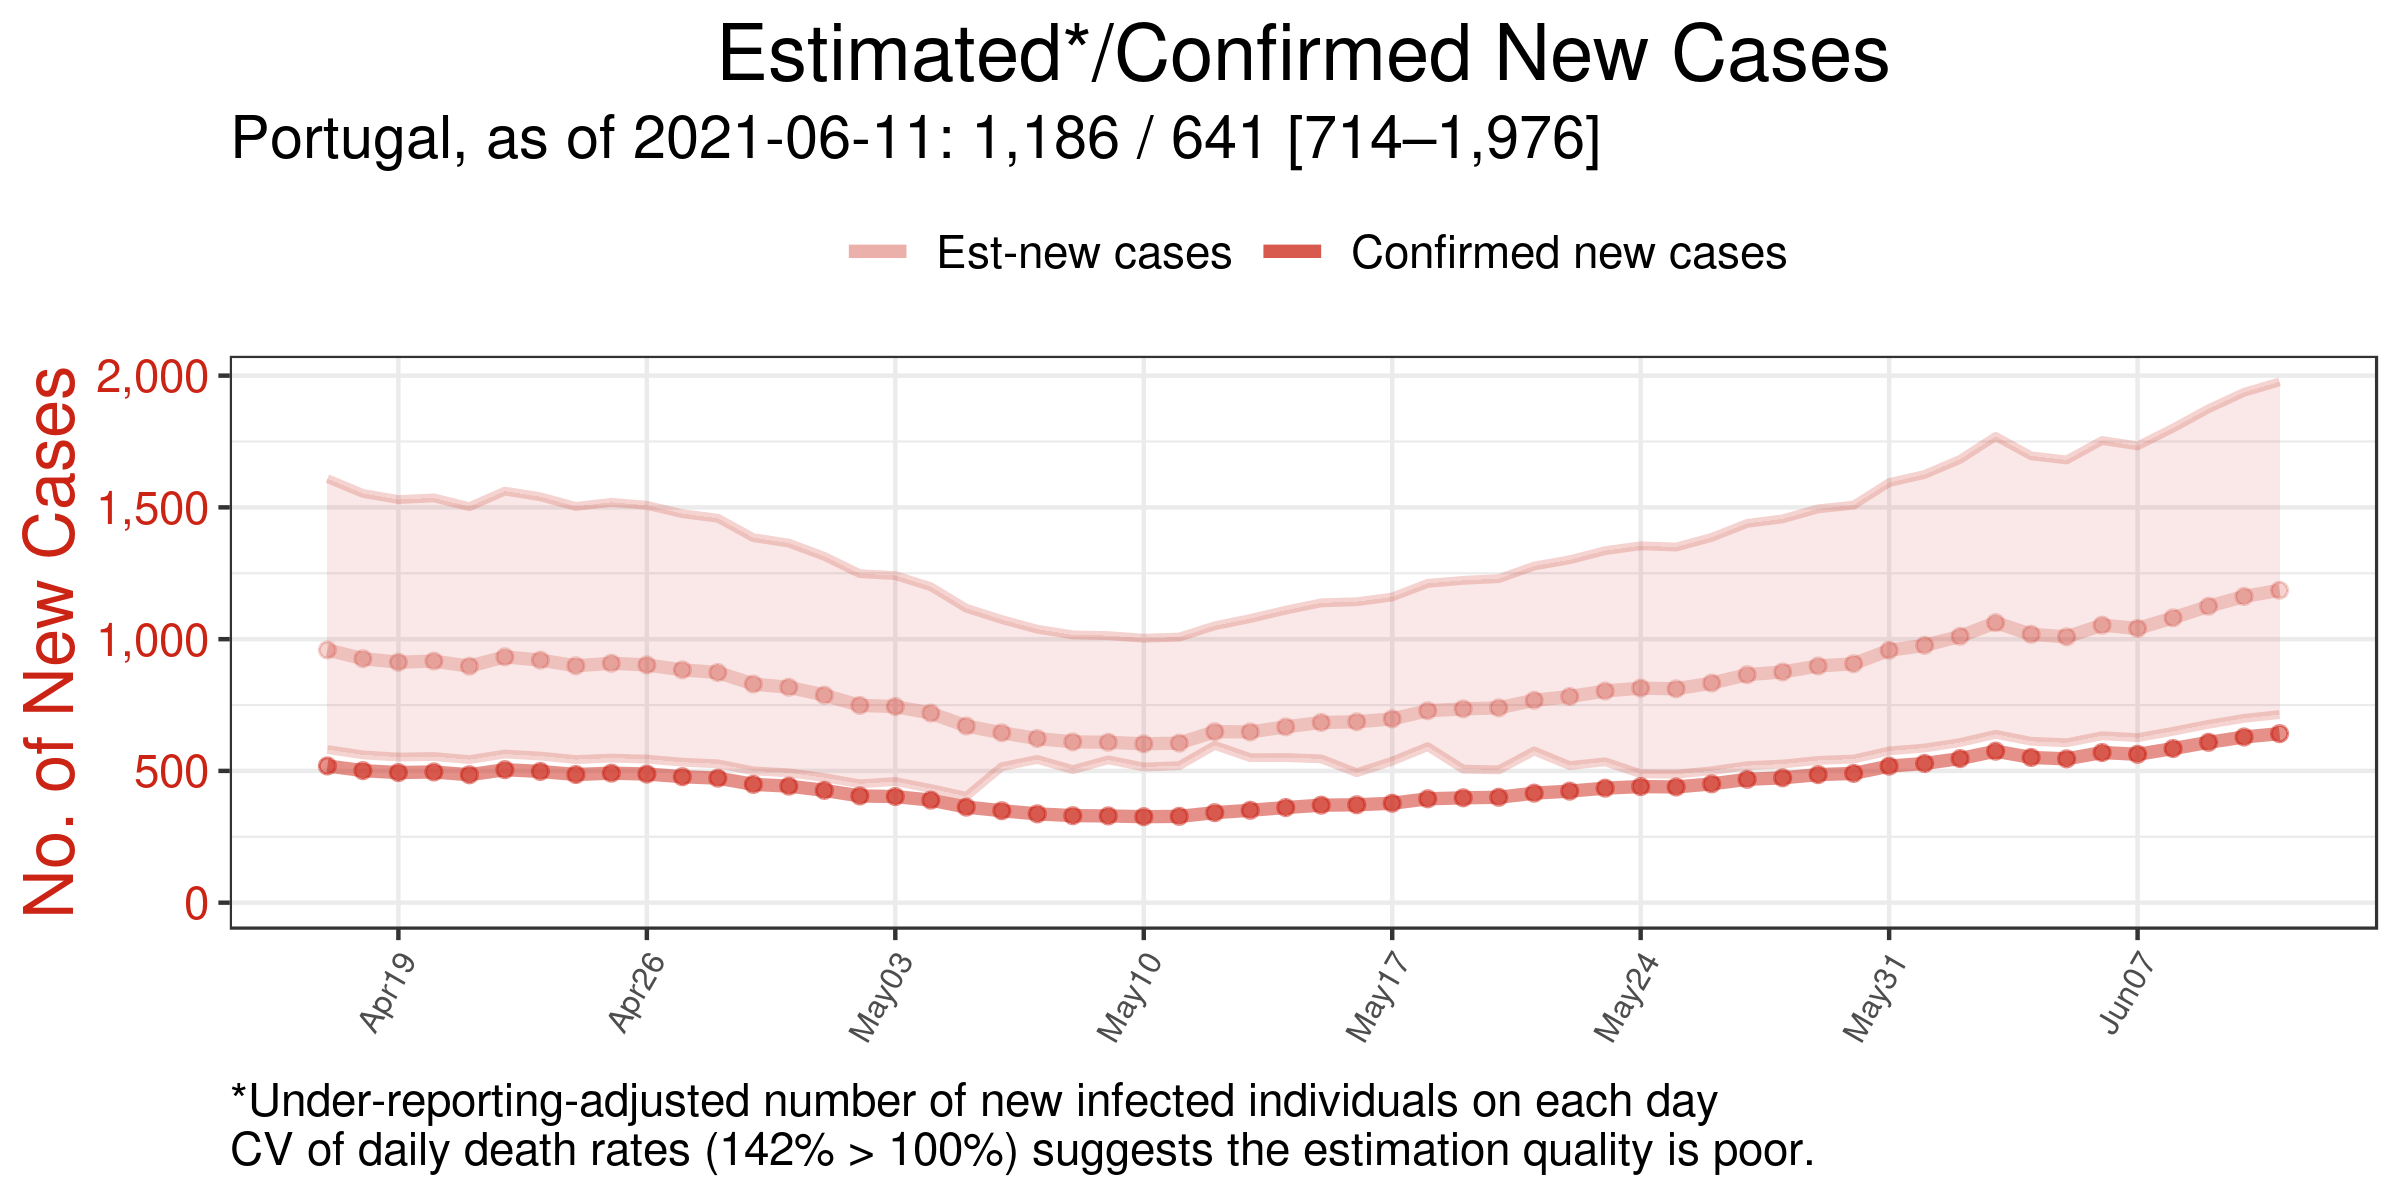 Estimated*/Confirmed New Cases
Portugal, as of 2021-06-11: 1,186 / 641 [714–1,976]
Est-new cases
Confirmed new cases
No. of New Cases
2,000
1,500
1,000
500
0
Apr19
Apr26
May03
May10
May17
May24
May31
Jun07
*Under-reporting-adjusted number of new infected individuals on each day
CV of daily death rates (142% > 100%) suggests the estimation quality is poor.